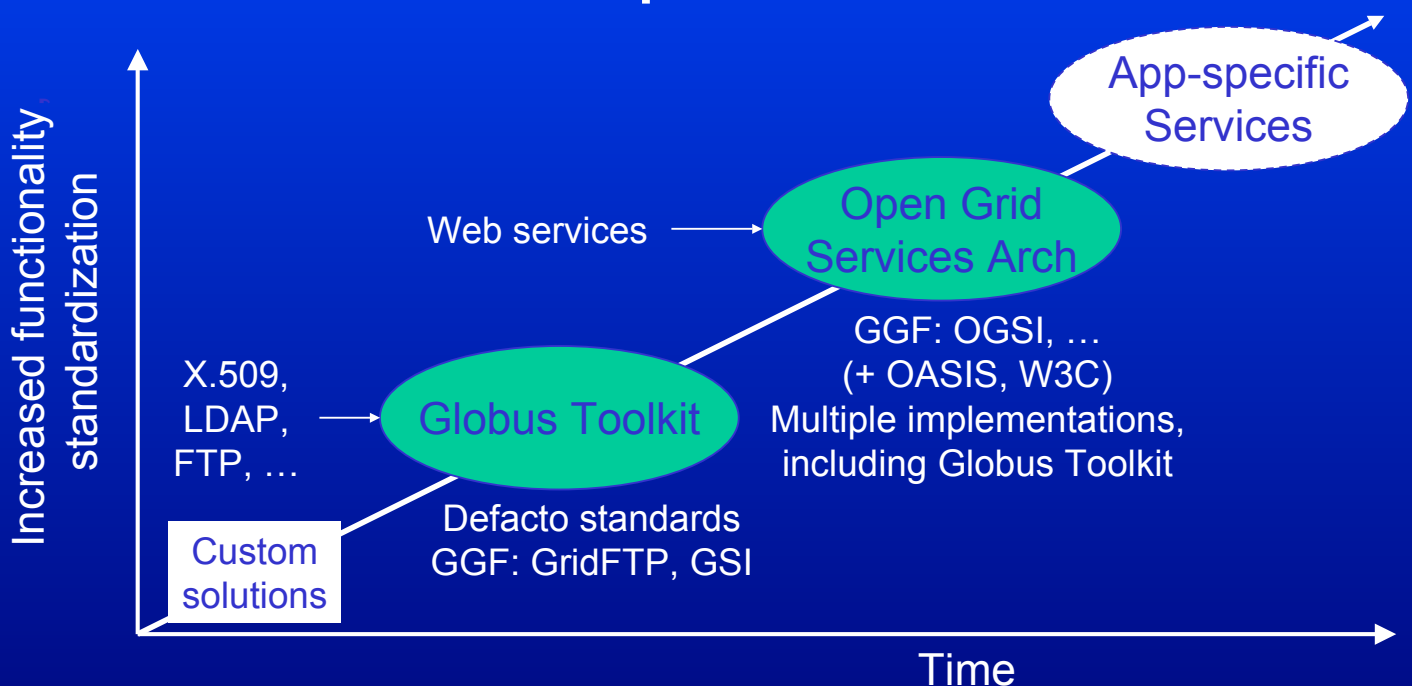 Increased functionality,
standardization
App-specific
Services
Open Grid
Services Arch
Web services
GGF: OGSI, …
(+ OASIS, W3C)
Multiple implementations,
including Globus Toolkit
X.509,
LDAP,
FTP, …
Globus Toolkit
Defacto standards
GGF: GridFTP, GSI
Custom
solutions
Time